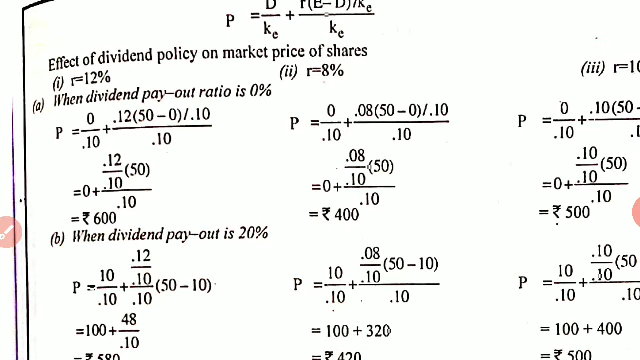 P = D/ke + r(E−D)/ke / ke
Effect of dividend policy on market price of shares
(i) r=12% (ii) r=8% (iii) r=10
(a) When dividend pay–out ratio is 0%
P = 0/.10 + .12(50−0)/.10 / .10 P = 0/.10 + .08(50−0)/.10 / .10 P = 0/.10 + .10(50−
=0+ .12/.10 (50) / .10 =0+ .08/.10 (50) / .10 =0+ .10/.10 (50) / .10
=₹ 600 = ₹ 400 = ₹ 500
(b) When dividend pay–out is 20%
P = 10/.10 + .12/.10 / .10 (50−10) P = 10/.10 + .08/.10 (50−10) / .10 P = 10/.10 + .10/.10 (50 / .10
=100+ 48/.10 = 100 + 320 = 100 + 400
=₹ 580 = ₹ 420 = ₹ 500